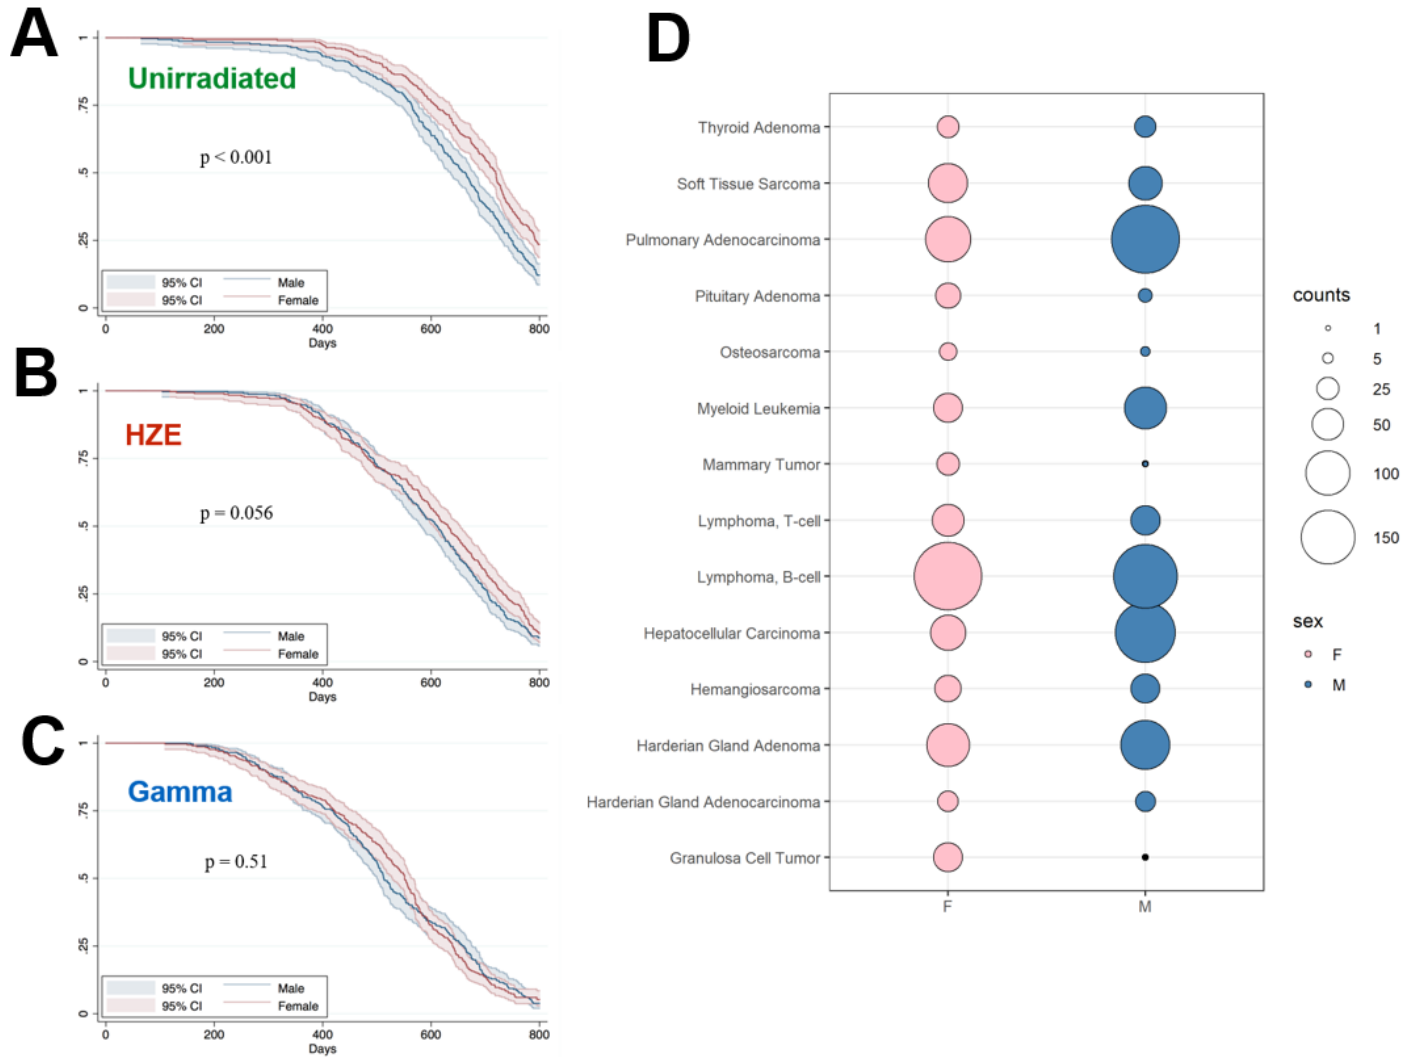 A
Unirradiated
p < 0.001
1
.75
.5
.25
0
95% CI Male
95% CI Female
0 200 400 600 800
Days
B
HZE
p = 0.056
1
.75
.5
.25
0
95% CI Male
95% CI Female
0 200 400 600 800
Days
C
Gamma
p = 0.51
1
.75
.5
.25
0
95% CI Male
95% CI Female
0 200 400 600 800
Days
D
Thyroid Adenoma
Soft Tissue Sarcoma
Pulmonary Adenocarcinoma
Pituitary Adenoma
Osteosarcoma
Myeloid Leukemia
Mammary Tumor
Lymphoma, T-cell
Lymphoma, B-cell
Hepatocellular Carcinoma
Hemangiosarcoma
Harderian Gland Adenoma
Harderian Gland Adenocarcinoma
Granulosa Cell Tumor
F M
counts
1
5
25
50
100
150
sex
F
M